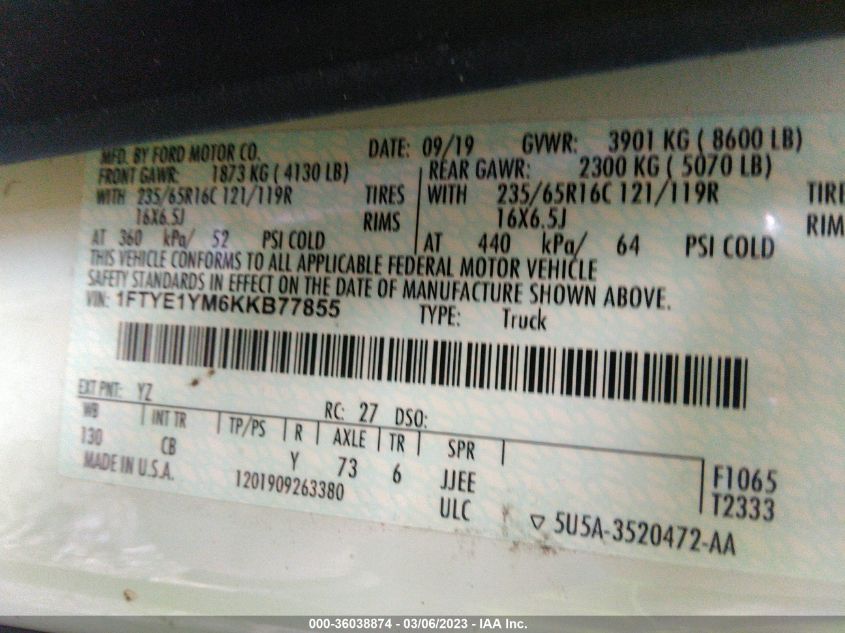 MFD. BY FORD MOTOR CO. DATE: 09/19 GVWR: 3901 KG ( 8600 LB)
FRONT GAWR: 1873 KG ( 4130 LB) REAR GAWR: 2300 KG ( 5070 LB)
WITH 235/65R16C 121/119R TIRES WITH 235/65R16C 121/119R TIRE
16X6.5J RIMS 16X6.5J RIM
AT 360 kPa/ 52 PSI COLD AT 440 kPa/ 64 PSI COLD
THIS VEHICLE CONFORMS TO ALL APPLICABLE FEDERAL MOTOR VEHICLE
SAFETY STANDARDS IN EFFECT ON THE DATE OF MANUFACTURE SHOWN ABOVE.
VIN: 1FTYE1YM6KKB77855 TYPE: Truck
EXT PNT: YZ RC: 27 DSO:
WB INT TR TP/PS R AXLE TR SPR
130 CB Y 73 6 JJEE F1065
MADE IN U.S.A. 1201909263380 ULC T2333
5U5A-3520472-AA
000-36038874 - 03/06/2023 - IAA Inc.